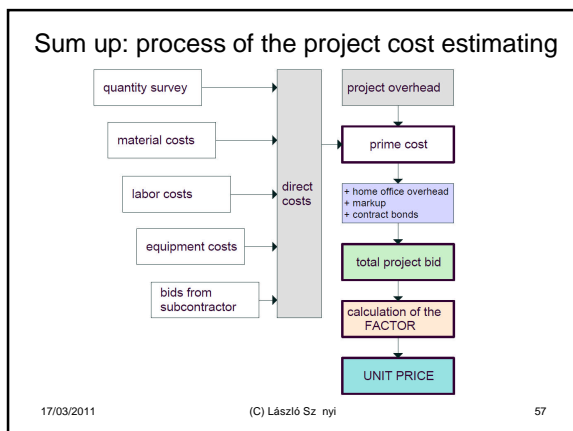 Sum up: process of the project cost estimating
quantity survey
material costs
labor costs
equipment costs
bids from
subcontractor
direct
costs
project overhead
prime cost
+ home office overhead
+ markup
+ contract bonds
total project bid
calculation of the
FACTOR
UNIT PRICE
17/03/2011
(C) László Sz nyi
57